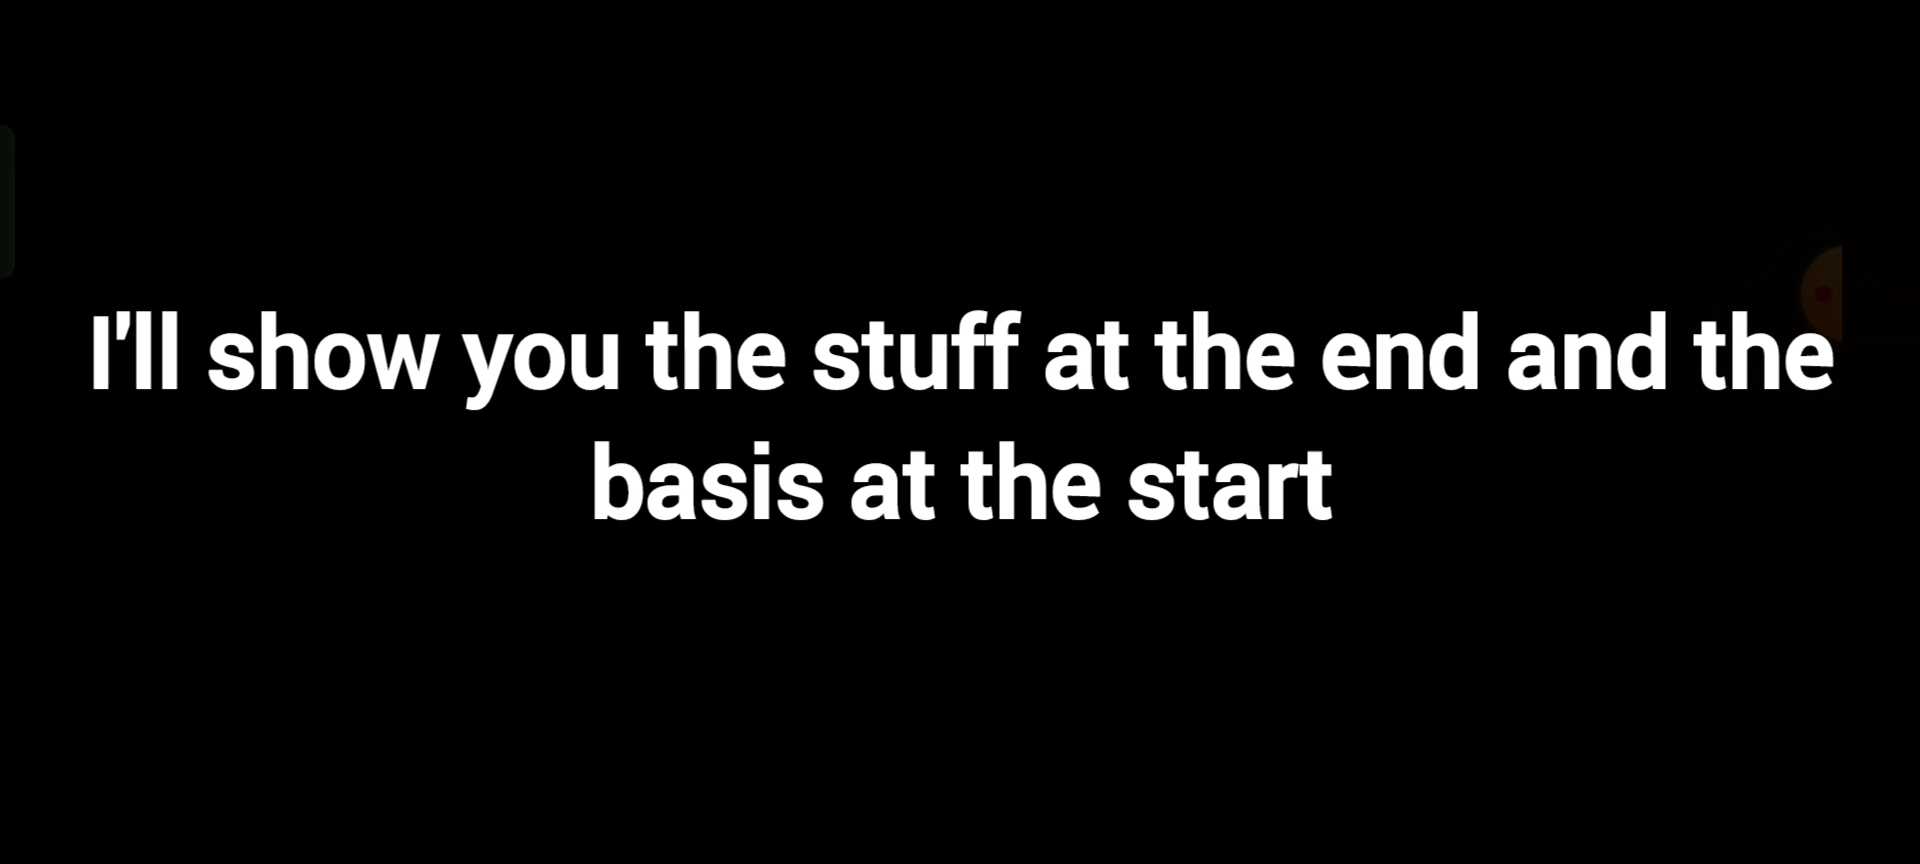 I'll show you the stuff at the end and the
basis at the start